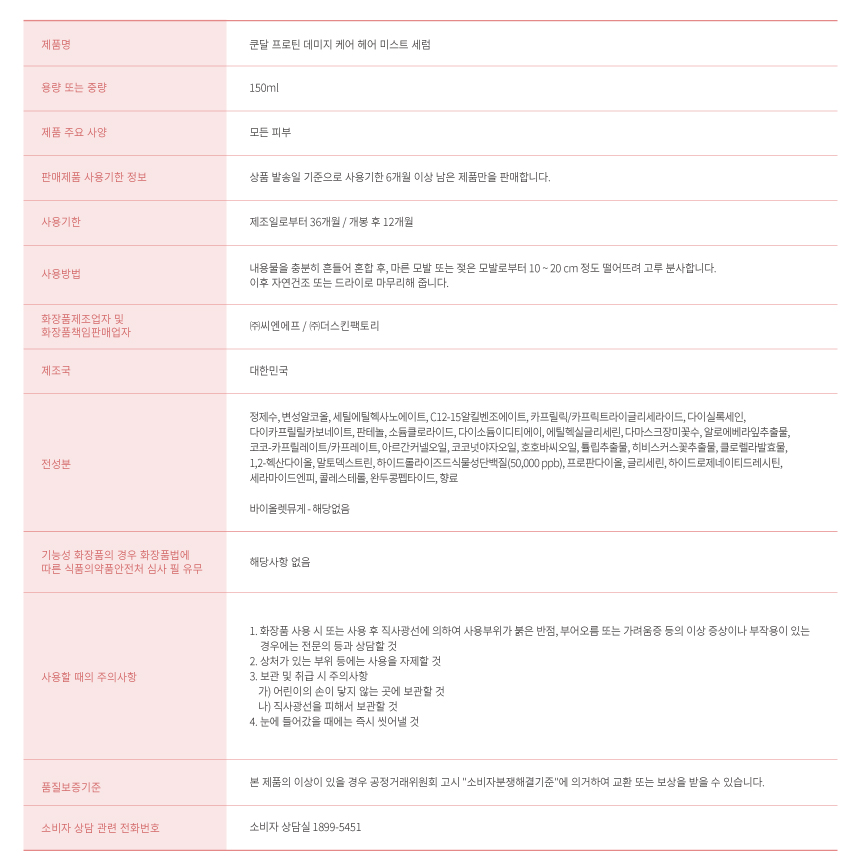 제품명
쿤달 프로틴 데미지 케어 헤어 미스트 세럼
용량 또는 중량
150ml
제품 주요 사양
모든 피부
판매제품 사용기한 정보
상품 발송일 기준으로 사용기한 6개월 이상 남은 제품만을 판매합니다.
사용기한
제조일로부터 36개월 / 개봉 후 12개월
사용방법
내용물을 충분히 흔들어 혼합 후, 마른 모발 또는 젖은 모발로부터 10 ~ 20 cm 정도 떨어뜨려 고루 분사합니다.
이후 자연건조 또는 드라이로 마무리해 줍니다.
화장품제조업자 및
화장품책임판매업자
㈜씨엔에프 / ㈜더스킨팩토리
제조국
대한민국
전성분
정제수, 변성알코올, 세틸에틸헥사노에이트, C12-15알킬벤조에이트, 카프릴릭/카프릭트라이글리세라이드, 다이실록세인,
다이카프릴릴카보네이트, 판테놀, 소듐클로라이드, 다이소듐이디티에이, 에틸헥실글리세린, 다마스크장미꽃수, 알로에베라잎추출물,
코코-카프릴레이트/카프레이트, 아르간커넬오일, 코코넛야자오일, 호호바씨오일, 튤립추출물, 히비스커스꽃추출물, 클로렐라발효물,
1,2-헥산다이올, 말토덱스트린, 하이드롤라이즈드식물성단백질(50,000 ppb), 프로판다이올, 글리세린, 하이드로제네이티드레시틴,
세라마이드엔피, 콜레스테롤, 완두콩펩타이드, 향료
바이올렛뮤게 - 해당없음
기능성 화장품의 경우 화장품법에
따른 식품의약품안전처 심사 필 유무
해당사항 없음
사용할 때의 주의사항
1. 화장품 사용 시 또는 사용 후 직사광선에 의하여 사용부위가 붉은 반점, 부어오름 또는 가려움증 등의 이상 증상이나 부작용이 있는
경우에는 전문의 등과 상담할 것
2. 상처가 있는 부위 등에는 사용을 자제할 것
3. 보관 및 취급 시 주의사항
가) 어린이의 손이 닿지 않는 곳에 보관할 것
나) 직사광선을 피해서 보관할 것
4. 눈에 들어갔을 때에는 즉시 씻어낼 것
품질보증기준
본 제품의 이상이 있을 경우 공정거래위원회 고시 "소비자분쟁해결기준"에 의거하여 교환 또는 보상을 받을 수 있습니다.
소비자 상담 관련 전화번호
소비자 상담실 1899-5451